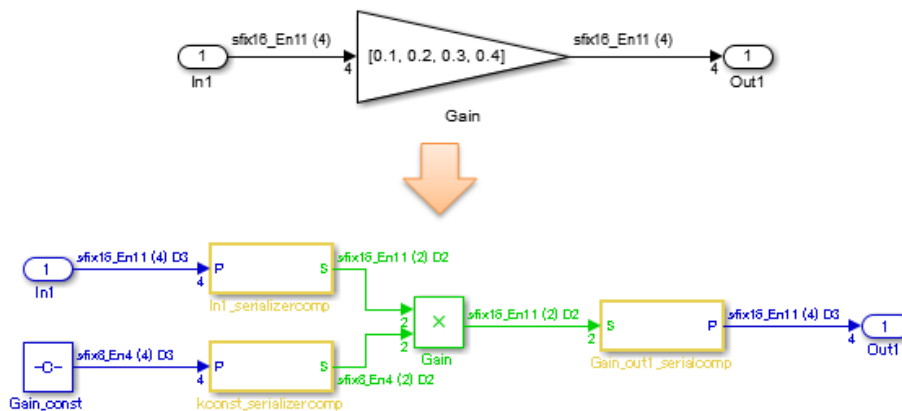 sfix16_En11 (4)
sfix16_En11 (4)
1
4
[0.1, 0.2, 0.3, 0.4]
4
1
In1
Out1
Gain
sfix16_En11 (4) D3
P
S
sfix16_En11 (2) D2
1
4
In1
In1_serializercomp
2
×
sfix16_En11 (2) D2
S
P
sfix16_En11 (4) D3
1
2
4
2
Gain
Gain_out1_serialcomp
Out1
sfix8_En4 (4) D3
P
S
-C-
4
sfix8_En4 (2) D2
Gain_const
kconst_serializercomp